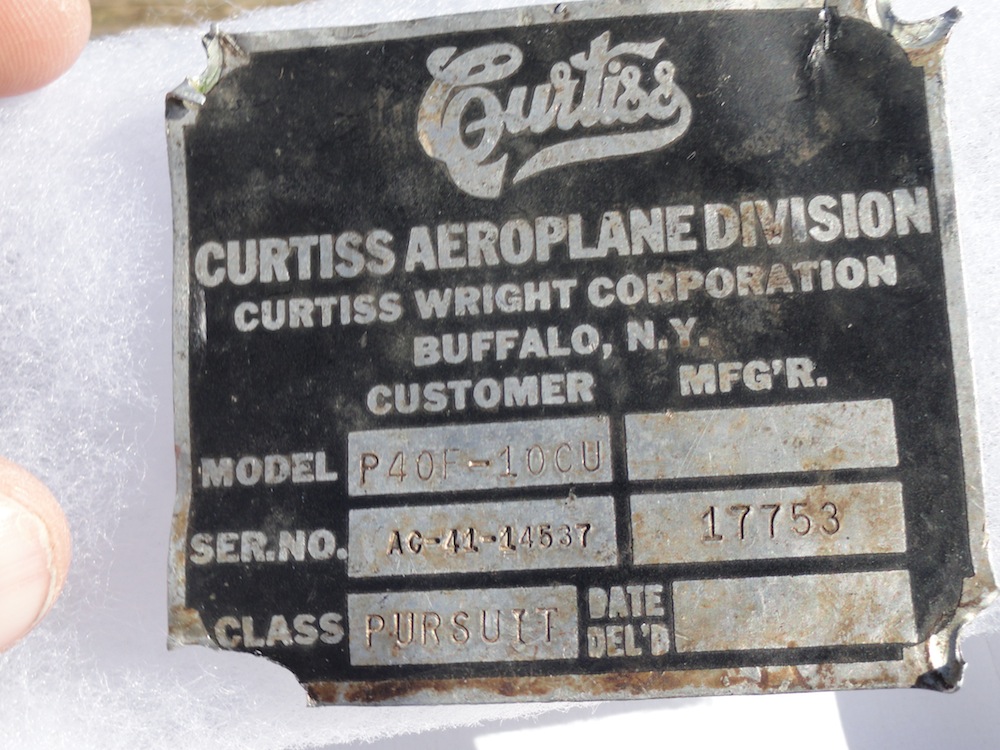 Curtiss
CURTISS AEROPLANE DIVISION
CURTISS WRIGHT CORPORATION
BUFFALO, N.Y.
CUSTOMER MFG'R.
MODEL P40F-10CU
SER.NO. AC-41-14537 17753
CLASS PURSUIT DATE DEL'D